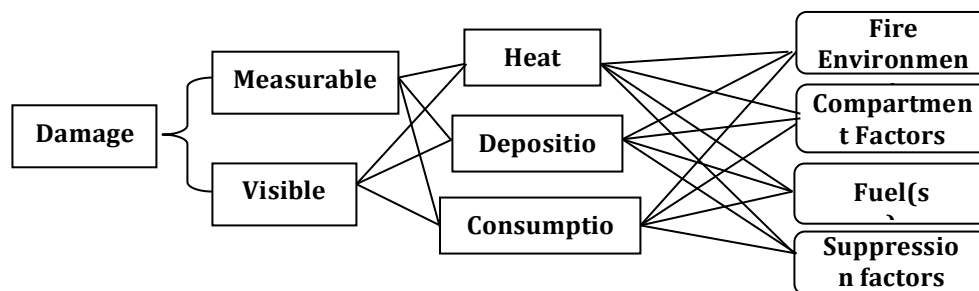 Damage
Measurable
Visible
Heat
Depositio
Consumptio
Fire
Environmen
Compartmen
t Factors
Fuel(s
Suppressio
n factors